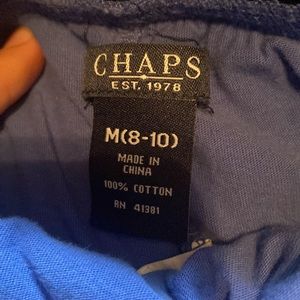 CHAPS
EST. 1978
M(8-10)
MADE IN
CHINA
100% COTTON
RN 41381